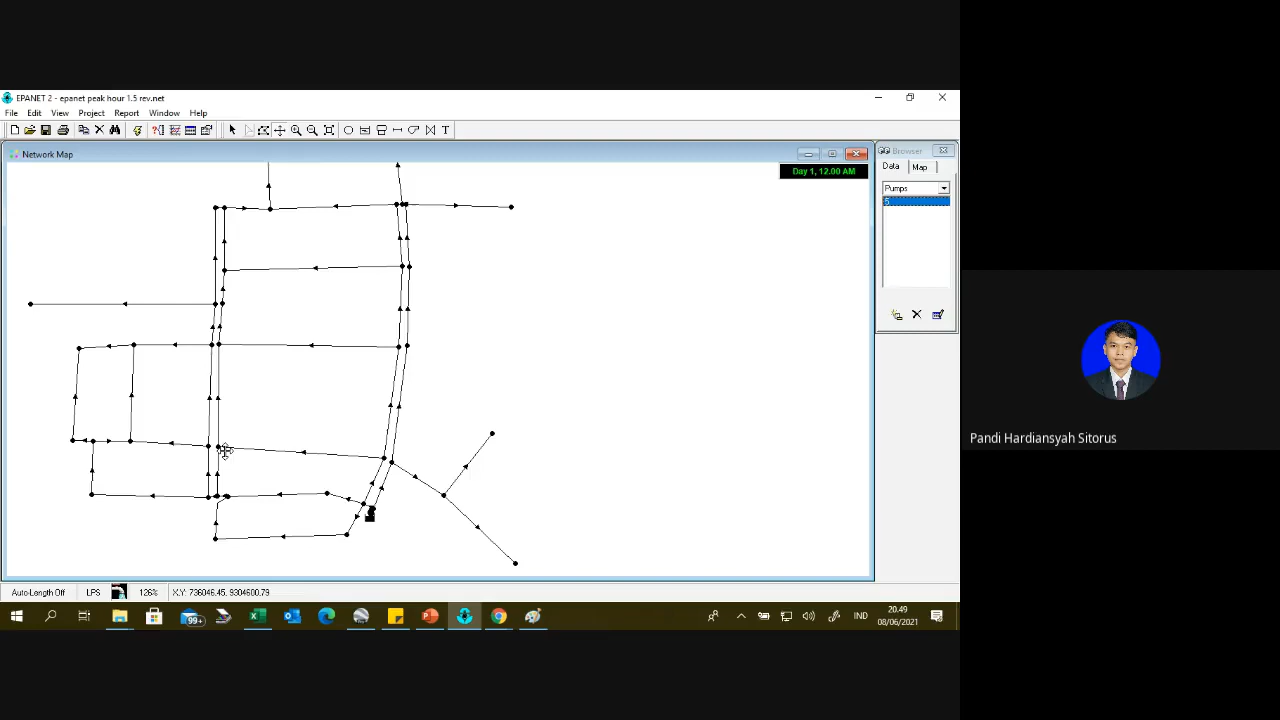 EPANET 2 - epanet peak hour 1.5 rev.net
File Edit View Project Report Window Help
Network Map
Day 1, 12.00 AM
Browser
Data Map
Pumps
5
Auto-Length Off LPS 126% X,Y: 736046.45, 9304600.79
99+
IND
20.49
08/06/2021
Pandi Hardiansyah Sitorus